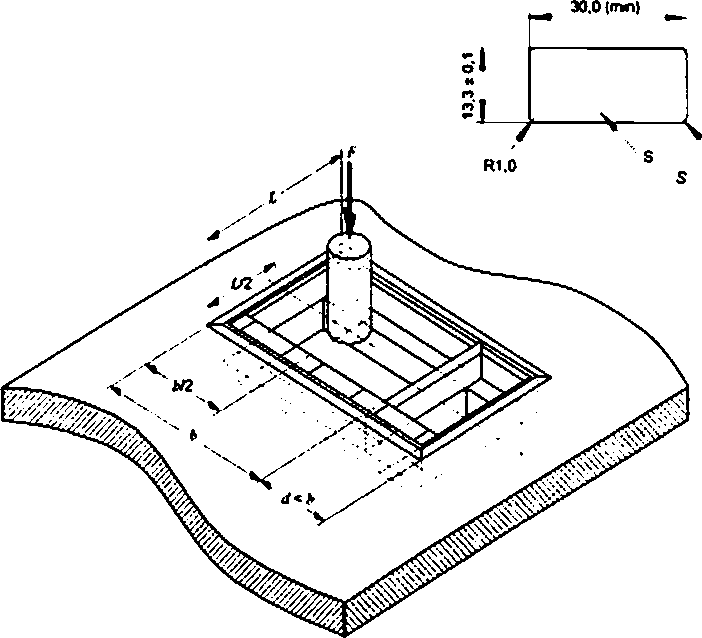 30,0 (min)
13,3 ± 0,1
R1,0
S
S
F
L
L/2
b/2
b
d < b